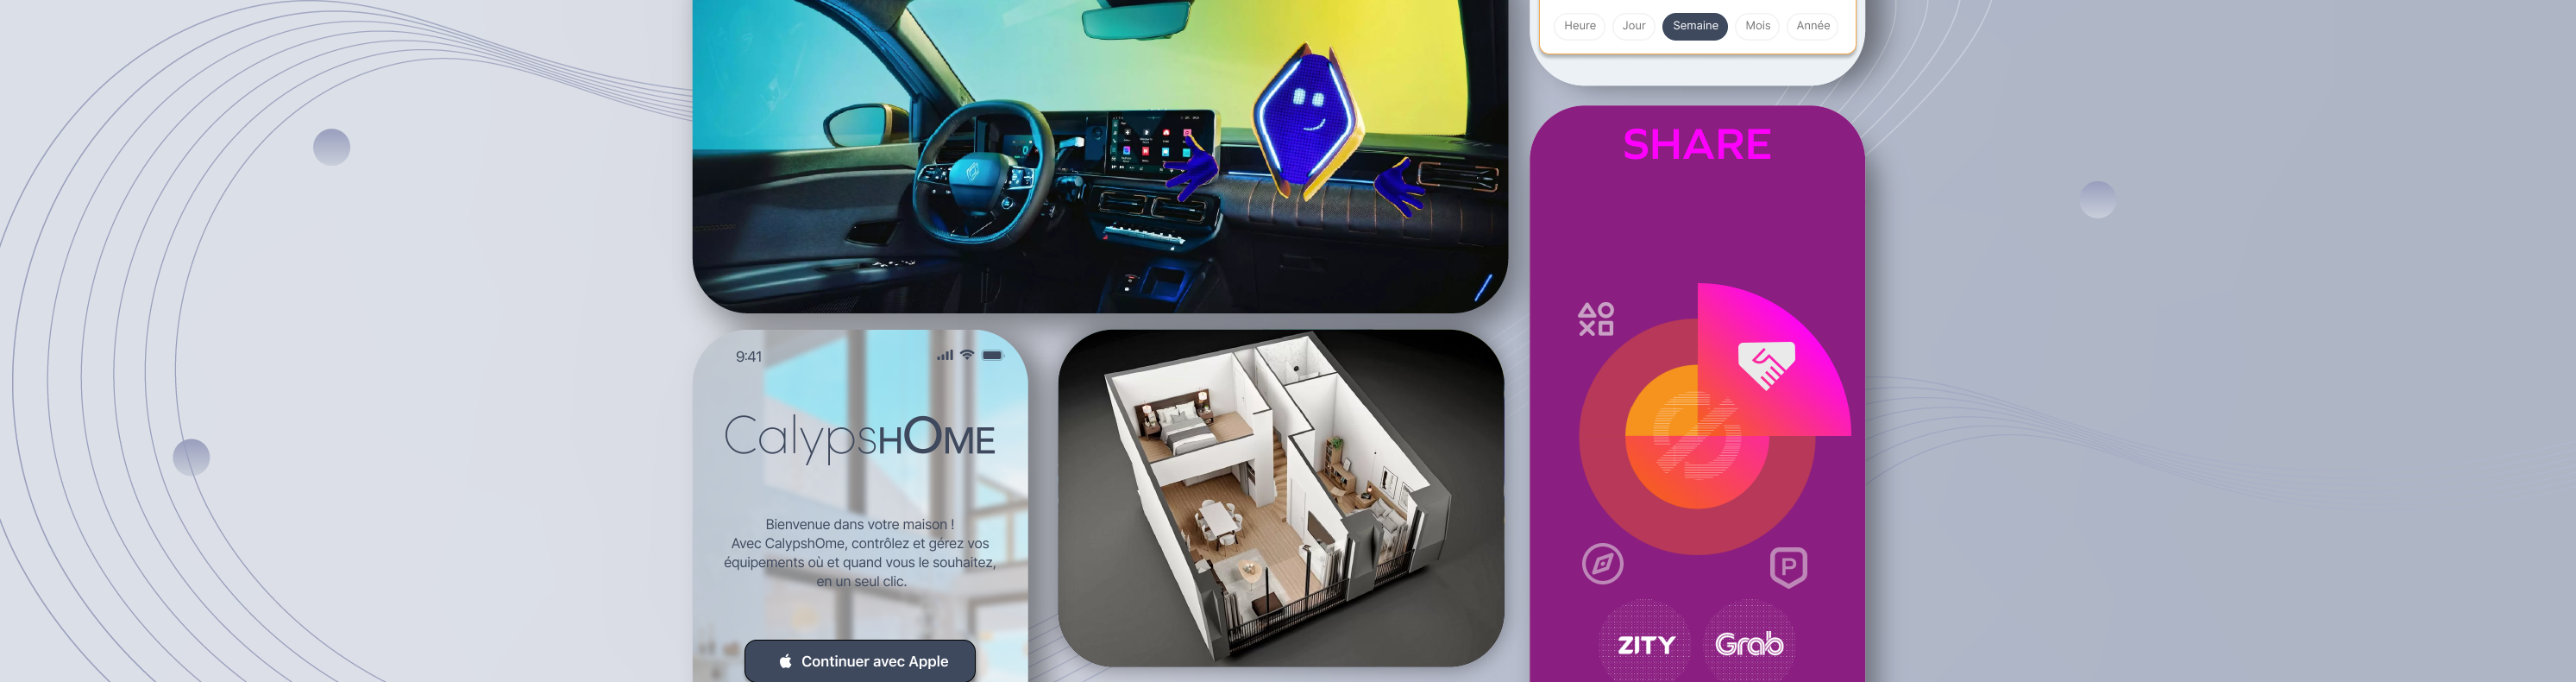 Heure
Jour
Semaine
Mois
Année
SHARE
9:41
CalypsHOME
Bienvenue dans votre maison !
Avec CalypshOme, contrôlez et gérez vos
équipements où et quand vous le souhaitez,
en un seul clic.
Continuer avec Apple
P
ZITY
Grab